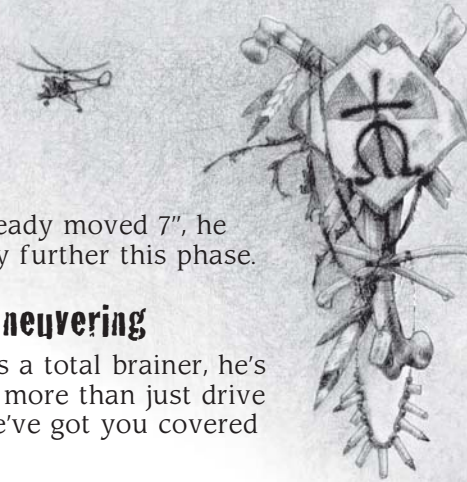 eady moved 7”, he
y further this phase.
neuvering
s a total brainer, he’s
more than just drive
e’ve got you covered